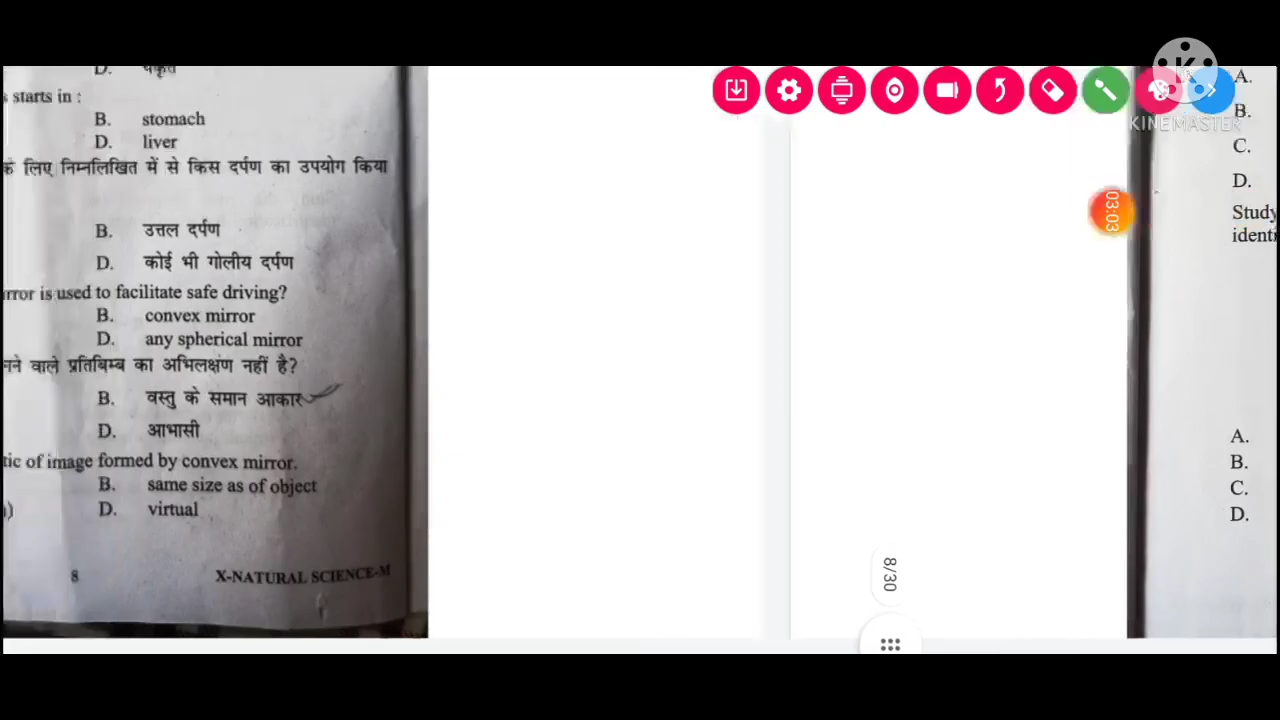 D. यकृत
s starts in :
B. stomach
D. liver
के लिए निम्नलिखित में से किस दर्पण का उपयोग किया
B. उत्तल दर्पण
D. कोई भी गोलीय दर्पण
rror is used to facilitate safe driving?
B. convex mirror
D. any spherical mirror
नने वाले प्रतिबिम्ब का अभिलक्षण नहीं है?
B. वस्तु के समान आकार
D. आभासी
tic of image formed by convex mirror.
B. same size as of object
) D. virtual
8 X-NATURAL SCIENCE-M
K
KINEMASTER
03:03
8/30
A.
B.
C.
D.
Study
identi
A.
B.
C.
D.